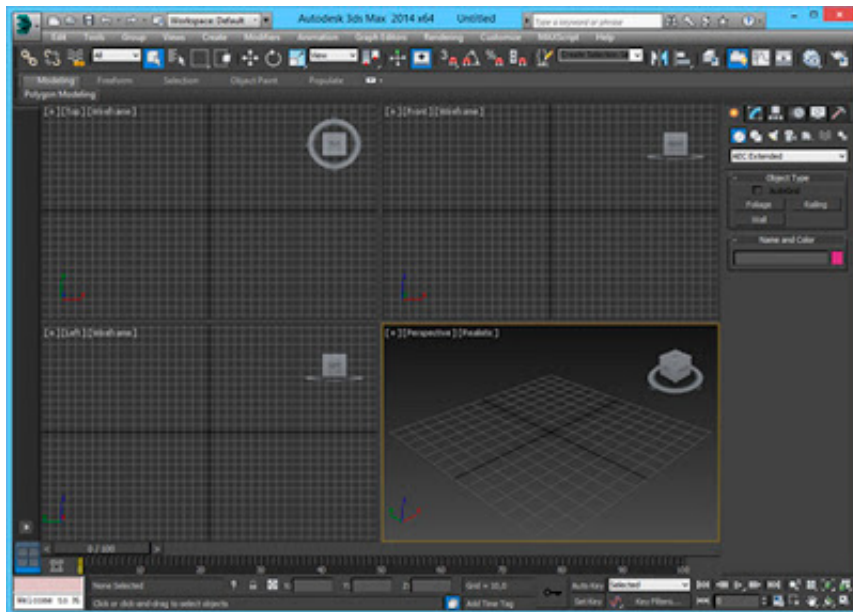 Workspace: Default
Autodesk 3ds Max 2014 x64
Untitled
Type a keyword or phrase
Edit Tools Group Views Create Modifiers Animation Graph Editors Rendering Customize MAXScript Help
All
View
Create Selection Se
Modeling Freeform Selection Object Paint Populate
Polygon Modeling
[+][Top][Wireframe]
[+][Front][Wireframe]
AEC Extended
Object Type
AutoGrid
Foliage Railing
Wall
Name and Color
[+][Left][Wireframe]
[+][Perspective][Realistic]
0 / 100
None Selected
X: Y: Z:
Grid = 10,0
Auto Key Selected
Welcome to M
Click or click-and-drag to select objects
Add Time Tag
Set Key Key Filters...
0